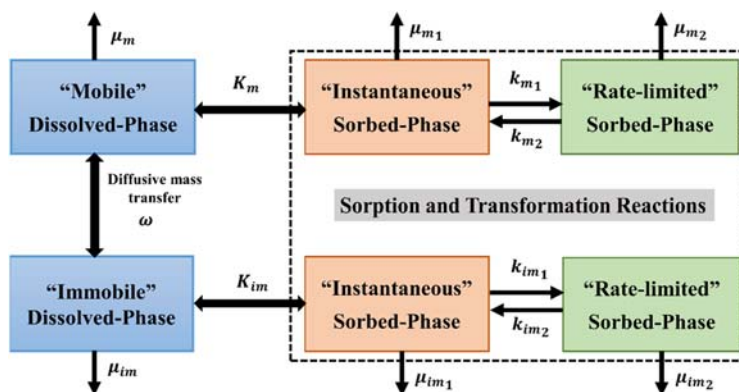 μₘ
μₘ₁
μₘ₂
“Mobile”
Dissolved-Phase
Kₘ
“Instantaneous”
Sorbed-Phase
kₘ₁
kₘ₂
“Rate-limited”
Sorbed-Phase
Diffusive mass
transfer
ω
Sorption and Transformation Reactions
“Immobile”
Dissolved-Phase
Kᵢₘ
“Instantaneous”
Sorbed-Phase
kᵢₘ₁
kᵢₘ₂
“Rate-limited”
Sorbed-Phase
μᵢₘ
μᵢₘ₁
μᵢₘ₂